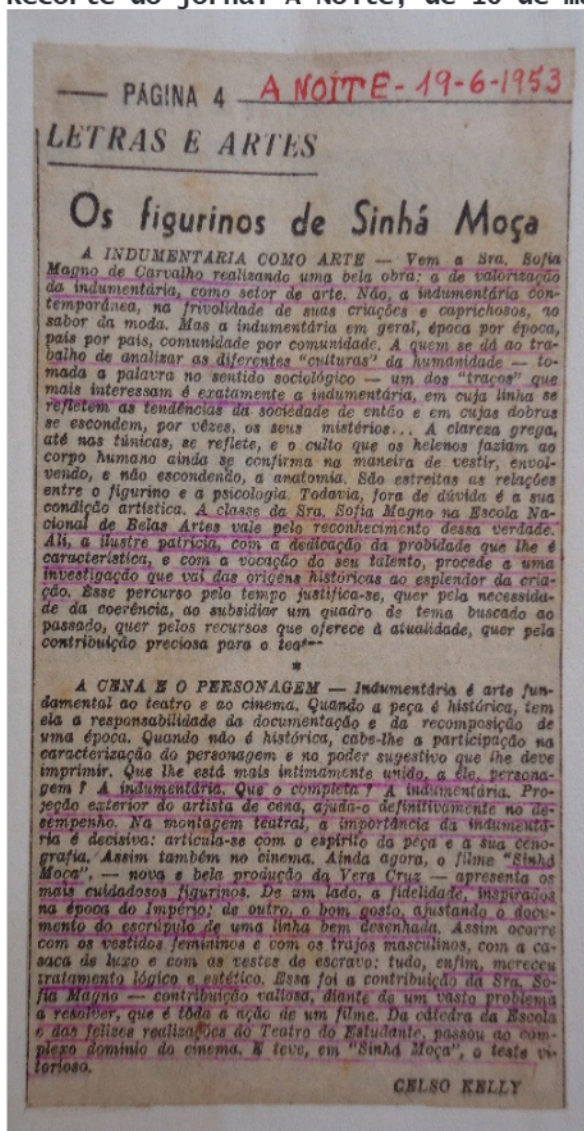 Recorte do jornal A Noite, de 10 de m
PAGINA 4
A NOITE - 19-6-1953
LETRAS E ARTES
Os figurinos de Sinhá Moça
A INDUMENTARIA COMO ARTE — Vem a Sra. Sofia
Magno de Carvalho realizando uma bela obra: a de valorização
da indumentária, como setor de arte. Não, a indumentária con-
temporânea, na frivolidade de suas criações e caprichosos, ao
sabor da moda. Mas a indumentária em geral, época por época,
país por país, comunidade por comunidade. A quem se dá ao tra-
balho de analizar as diferentes "culturas" da humanidade — to-
mada a palavra no sentido sociológico — um dos "traços" que
mais interessam é exatamente a indumentária, em cuja linha se
refletem as tendências da sociedade de então e em cujas dobras
se escondem, por vêzes, os seus mistérios... A clareza grega,
até nas túnicas, se reflete, e o culto que os helenos faziam ao
corpo humano ainda se confirma na maneira de vestir, envol-
vendo, e não escondendo, a anatomia. São estreitas as relações
entre o figurino e a psicologia. Todavia, fora de dúvida é a sua
condição artística. A classe da Sra. Sofia Magno na Escola Na-
cional de Belas Artes vale pelo reconhecimento dessa verdade.
Ali, a ilustre patrícia, com a dedicação da probidade que lhe é
característica, e com a vocação do seu talento, procede a uma
investigação que vai das origens históricas ao esplendor da cria-
ção. Esse percurso pelo tempo justifica-se, quer pela necessida-
de da coerência, ao subsidiar um quadro de tema buscado ao
passado, quer pelos recursos que oferece à atualidade, quer pela
contribuição preciosa para o
*
A CENA E O PERSONAGEM — Indumentária é arte fun-
damental ao teatro e ao cinema. Quando a peça é histórica, tem
ela a responsabilidade da documentação e da recomposição de
uma época. Quando não é histórica, cabe-lhe a participação na
caracterização do personagem e no poder sugestivo que lhe deve
imprimir. Que lhe está mais intimamente unido, a ele, persona-
gem? A indumentária. Que o completa? A indumentária. Pro-
jeção exterior do artista de cena, ajuda-o definitivamente no de-
sempenho. Na montagem teatral, a importância da indumentá-
ria é decisiva: articula-se com o espírito da peça e a sua ceno-
grafia. Assim também no cinema. Ainda agora, o filme "Sinhá
Moça", — nova e bela produção da Vera Cruz — apresenta os
mais cuidadosos figurinos. De um lado, a fidelidade, inspirados
na época do Império; de outro, o bom gosto, ajustando o docu-
mento do escrúpulo de uma linha bem desenhada. Assim ocorre
com os vestidos femininos e com os trajos masculinos, com a ca-
saca de luxo e com as vestes do escravo: tudo, enfim, mereceu
tratamento lógico e estético. Essa foi a contribuição da Sra. So-
fia Magno — contribuição valiosa, diante de um vasto problema
a resolver, que é tôda a ação de um filme. Da cátedra da Escola
e das felizes realizações do Teatro do Estudante, passou ao com-
plexo domínio do cinema. E teve, em "Sinhá Moça", o teste vi-
torioso.
CELSO KELLY